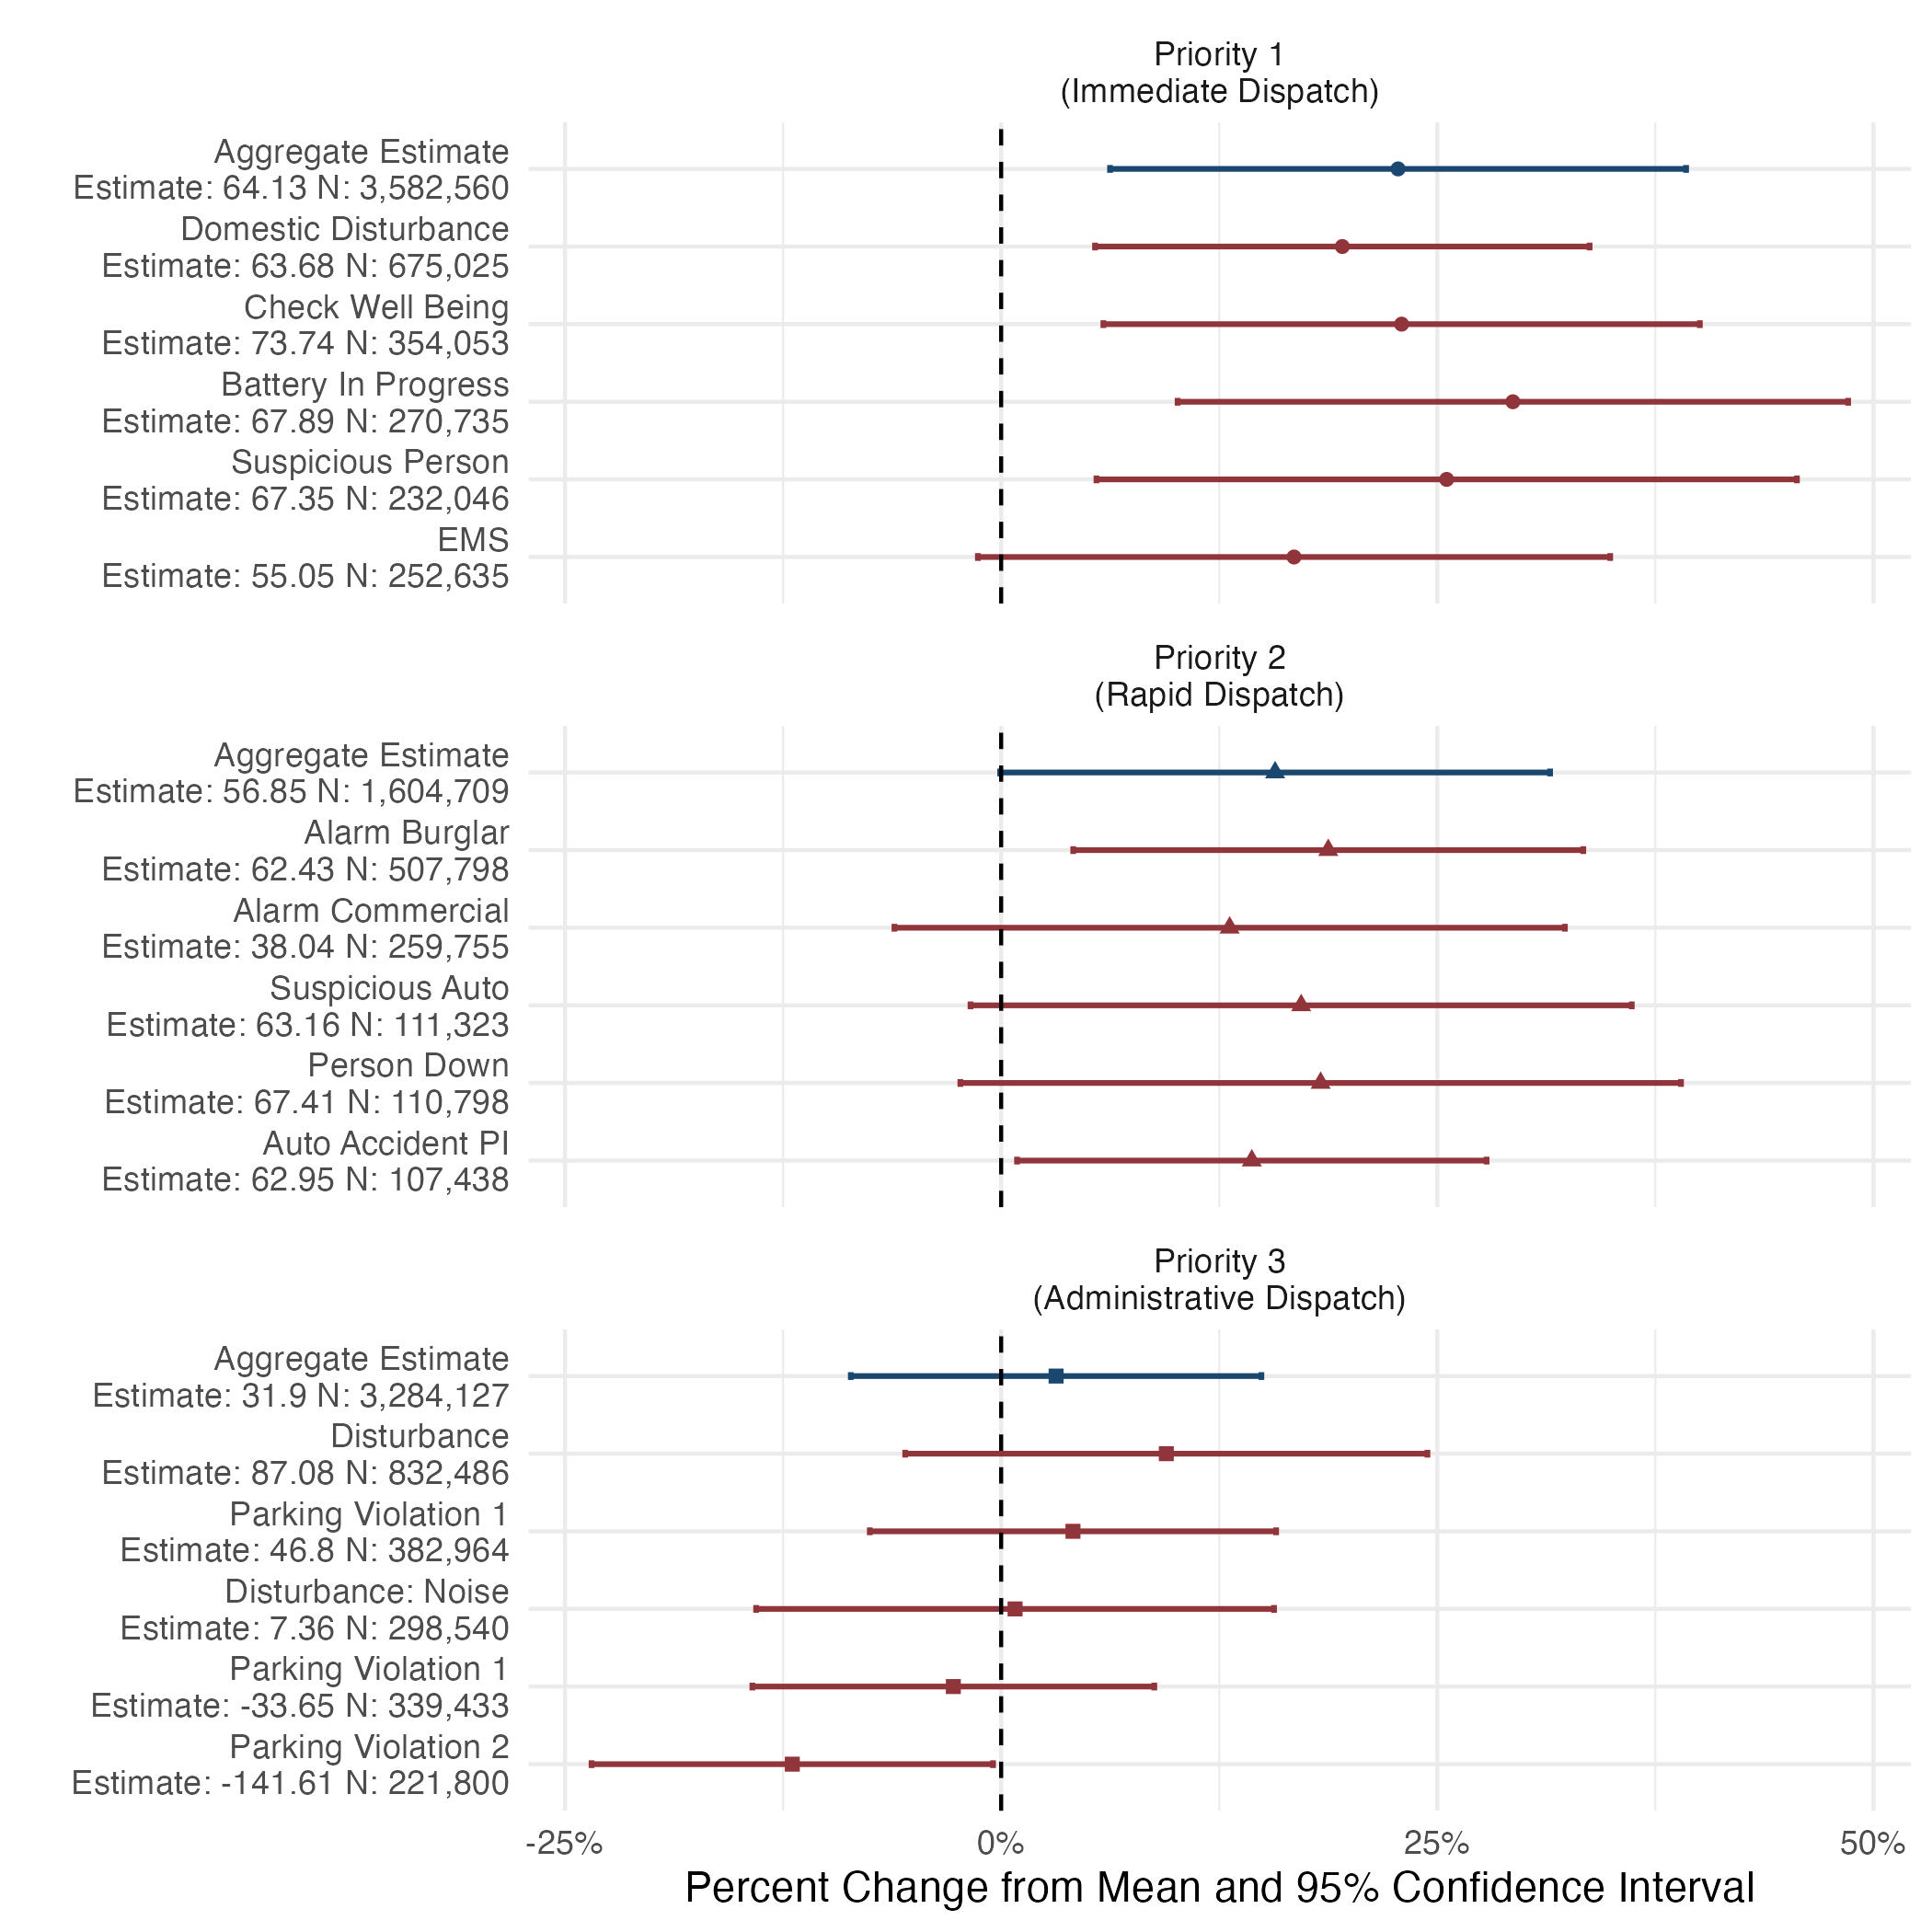 Priority 1
(Immediate Dispatch)
Aggregate Estimate
Estimate: 64.13 N: 3,582,560
Domestic Disturbance
Estimate: 63.68 N: 675,025
Check Well Being
Estimate: 73.74 N: 354,053
Battery In Progress
Estimate: 67.89 N: 270,735
Suspicious Person
Estimate: 67.35 N: 232,046
EMS
Estimate: 55.05 N: 252,635
Priority 2
(Rapid Dispatch)
Aggregate Estimate
Estimate: 56.85 N: 1,604,709
Alarm Burglar
Estimate: 62.43 N: 507,798
Alarm Commercial
Estimate: 38.04 N: 259,755
Suspicious Auto
Estimate: 63.16 N: 111,323
Person Down
Estimate: 67.41 N: 110,798
Auto Accident PI
Estimate: 62.95 N: 107,438
Priority 3
(Administrative Dispatch)
Aggregate Estimate
Estimate: 31.9 N: 3,284,127
Disturbance
Estimate: 87.08 N: 832,486
Parking Violation 1
Estimate: 46.8 N: 382,964
Disturbance: Noise
Estimate: 7.36 N: 298,540
Parking Violation 1
Estimate: -33.65 N: 339,433
Parking Violation 2
Estimate: -141.61 N: 221,800
-25% 0% 25% 50%
Percent Change from Mean and 95% Confidence Interval